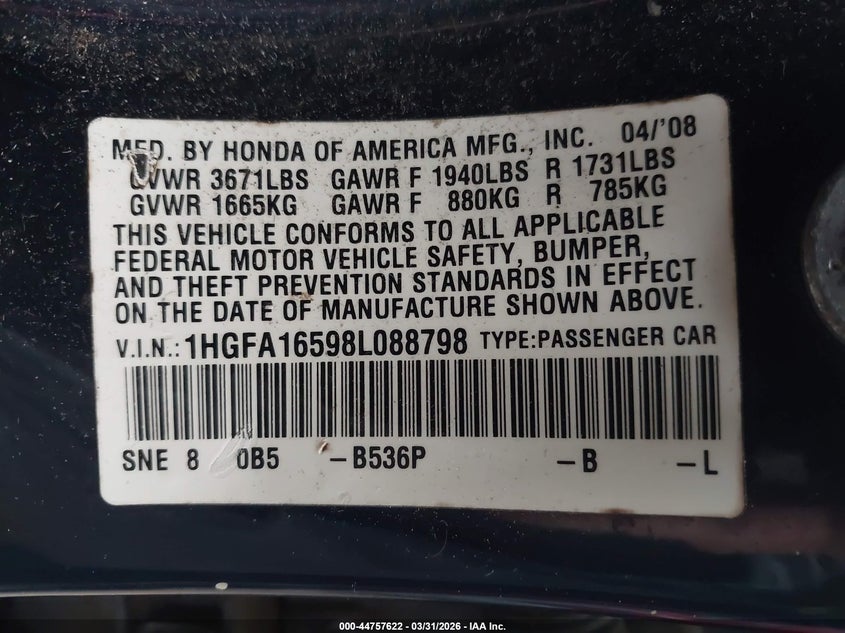 MFD. BY HONDA OF AMERICA MFG., INC. 04/'08
GVWR 3671LBS GAWR F 1940LBS R 1731LBS
GVWR 1665KG GAWR F 880KG R 785KG
THIS VEHICLE CONFORMS TO ALL APPLICABLE
FEDERAL MOTOR VEHICLE SAFETY, BUMPER,
AND THEFT PREVENTION STANDARDS IN EFFECT
ON THE DATE OF MANUFACTURE SHOWN ABOVE.
V.I.N.: 1HGFA16598L088798 TYPE:PASSENGER CAR
SNE 8 0B5 –B536P –B –L
000-44757622 — 03/31/2026 — IAA Inc.